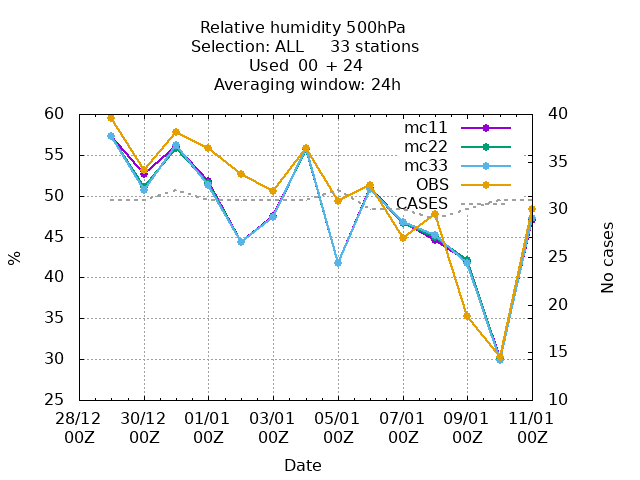 Relative humidity 500hPa
Selection: ALL 33 stations
Used 00 + 24
Averaging window: 24h
60 40
mc11
mc22
55 35
mc33
OBS
50 30
CASES
45 25
% No cases
40 20
35
30 15
25 10
28/12 30/12 01/01 03/01 05/01 07/01 09/01 11/01
00Z 00Z 00Z 00Z 00Z 00Z 00Z 00Z
Date